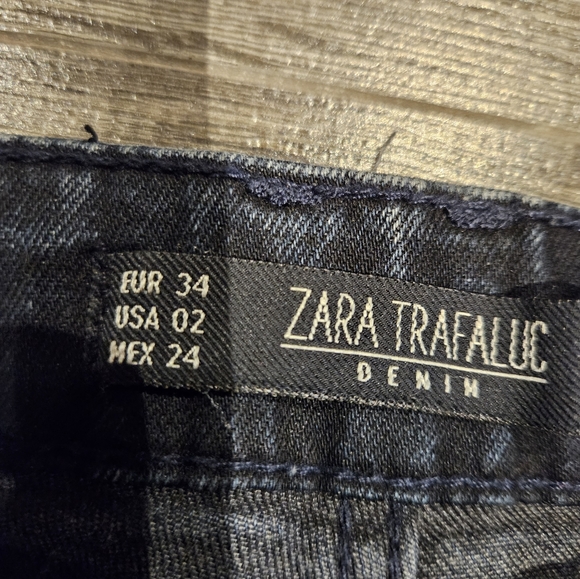 EUR 34
USA 02
MEX 24
ZARA TRAFALUC
DENIM